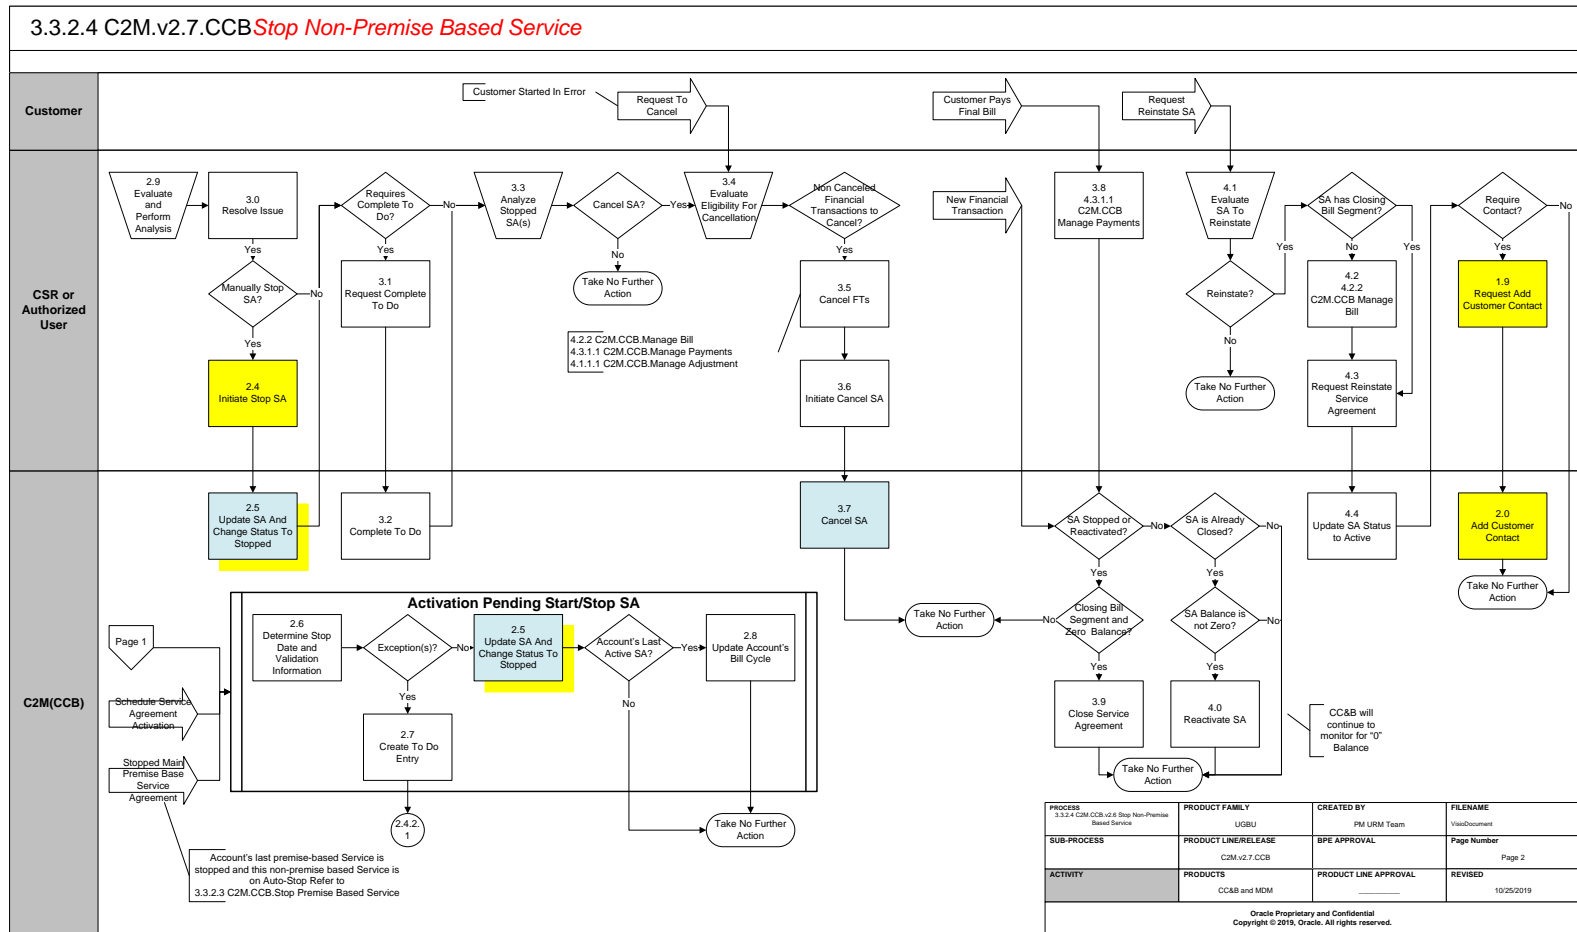 3.3.2.4 C2M.v2.7.CCB Stop Non-Premise Based Service
Customer
Customer Started In Error
Request To
Cancel
Customer Pays
Final Bill
Request
Reinstate SA
CSR or
Authorized
User
2.9
Evaluate
and
Perform
Analysis
3.0
Resolve Issue
Yes
Manually Stop
SA?
No
Yes
2.4
Initiate Stop SA
Requires
Complete To
Do?
No
Yes
3.1
Request Complete
To Do
3.3
Analyze
Stopped
SA(s)
Cancel SA?
Yes
No
Take No Further
Action
3.4
Evaluate
Eligibility For
Cancellation
Non Canceled
Financial
Transactions to
Cancel?
Yes
3.5
Cancel FTs
4.2.2 C2M.CCB.Manage Bill
4.3.1.1 C2M.CCB.Manage Payments
4.1.1.1 C2M.CCB.Manage Adjustment
3.6
Initiate Cancel SA
New Financial
Transaction
3.8
4.3.1.1
C2M.CCB
Manage Payments
4.1
Evaluate
SA To
Reinstate
Reinstate?
Yes
No
Take No Further
Action
SA has Closing
Bill Segment?
No
Yes
4.2
4.2.2
C2M.CCB Manage
Bill
4.3
Request Reinstate
Service
Agreement
Require
Contact?
No
Yes
1.9
Request Add
Customer Contact
C2M(CCB)
2.5
Update SA And
Change Status To
Stopped
3.2
Complete To Do
3.7
Cancel SA
SA Stopped or
Reactivated?
No
Yes
SA is Already
Closed?
No
Yes
4.4
Update SA Status
to Active
2.0
Add Customer
Contact
Take No Further
Action
Take No Further
Action
No
Closing Bill
Segment and
Zero Balance?
Yes
SA Balance is
not Zero?
No
Yes
3.9
Close Service
Agreement
4.0
Reactivate SA
CC&B will
continue to
monitor for "0"
Balance
Take No Further
Action
Activation Pending Start/Stop SA
Page 1
Schedule Service
Agreement
Activation
Stopped Main
Premise Base
Service
Agreement
2.6
Determine Stop
Date and
Validation
Information
Exception(s)?
No
Yes
2.5
Update SA And
Change Status To
Stopped
Account's Last
Active SA?
Yes
No
2.8
Update Account's
Bill Cycle
2.7
Create To Do
Entry
2.4.2.
1
Take No Further
Action
Account's last premise-based Service is
stopped and this non-premise based Service is
on Auto-Stop Refer to
3.3.2.3 C2M.CCB.Stop Premise Based Service
PROCESS
3.3.2.4 C2M.CCB.v2.6 Stop Non-Premise
Based Service
PRODUCT FAMILY
UGBU
CREATED BY
PM URM Team
FILENAME
VisioDocument
SUB-PROCESS
PRODUCT LINE/RELEASE
C2M.v2.7.CCB
BPE APPROVAL
Page Number
Page 2
ACTIVITY
PRODUCTS
CC&B and MDM
PRODUCT LINE APPROVAL
REVISED
10/25/2019
Oracle Proprietary and Confidential
Copyright © 2019, Oracle. All rights reserved.